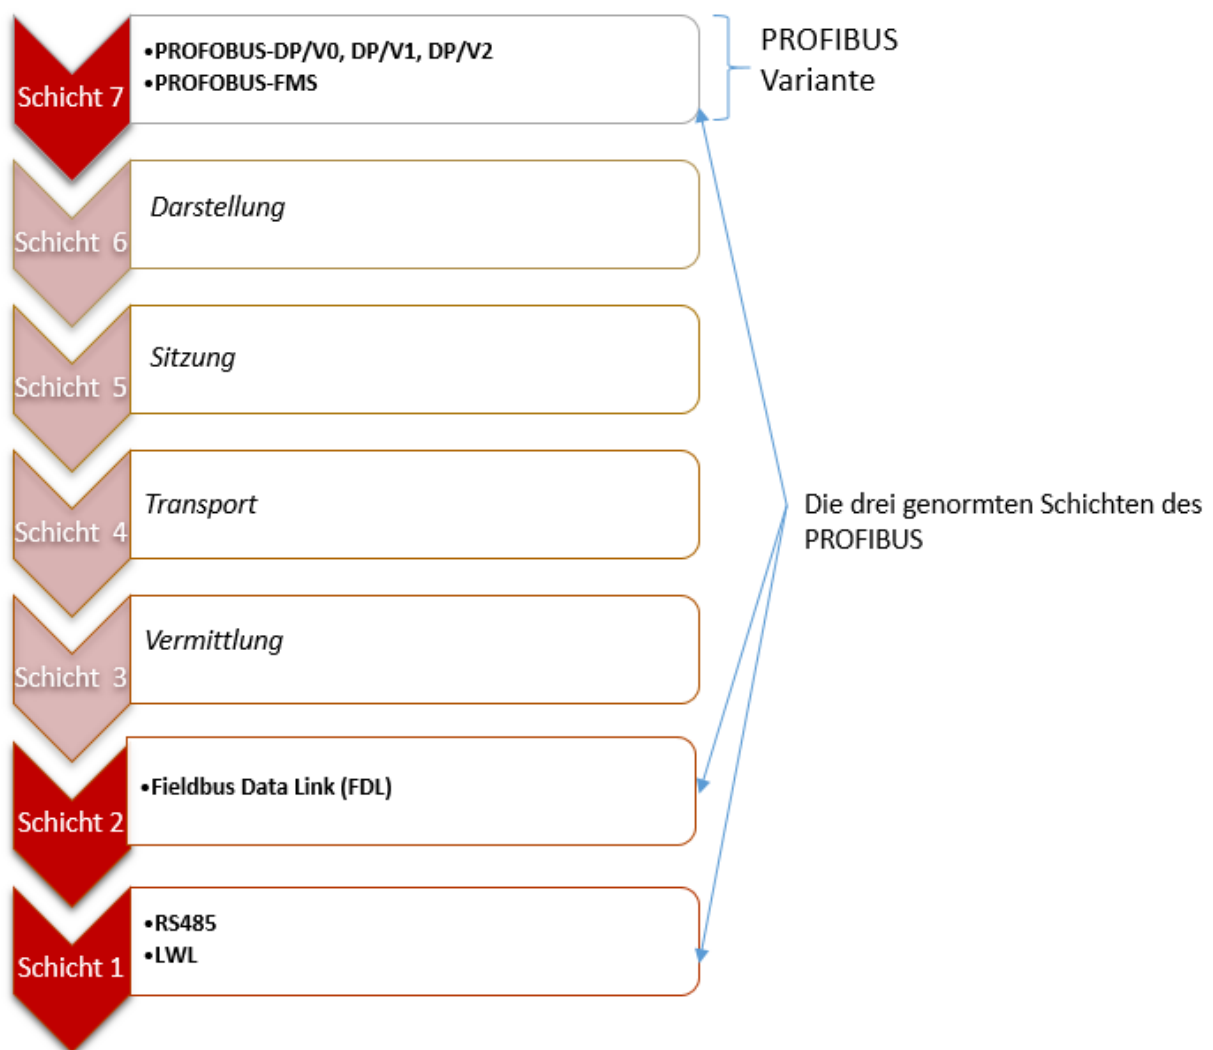 Schicht 7
•PROFOBUS-DP/V0, DP/V1, DP/V2
•PROFOBUS-FMS
PROFIBUS
Variante
Schicht 6
Darstellung
Schicht 5
Sitzung
Schicht 4
Transport
Die drei genormten Schichten des
PROFIBUS
Schicht 3
Vermittlung
Schicht 2
•Fieldbus Data Link (FDL)
Schicht 1
•RS485
•LWL